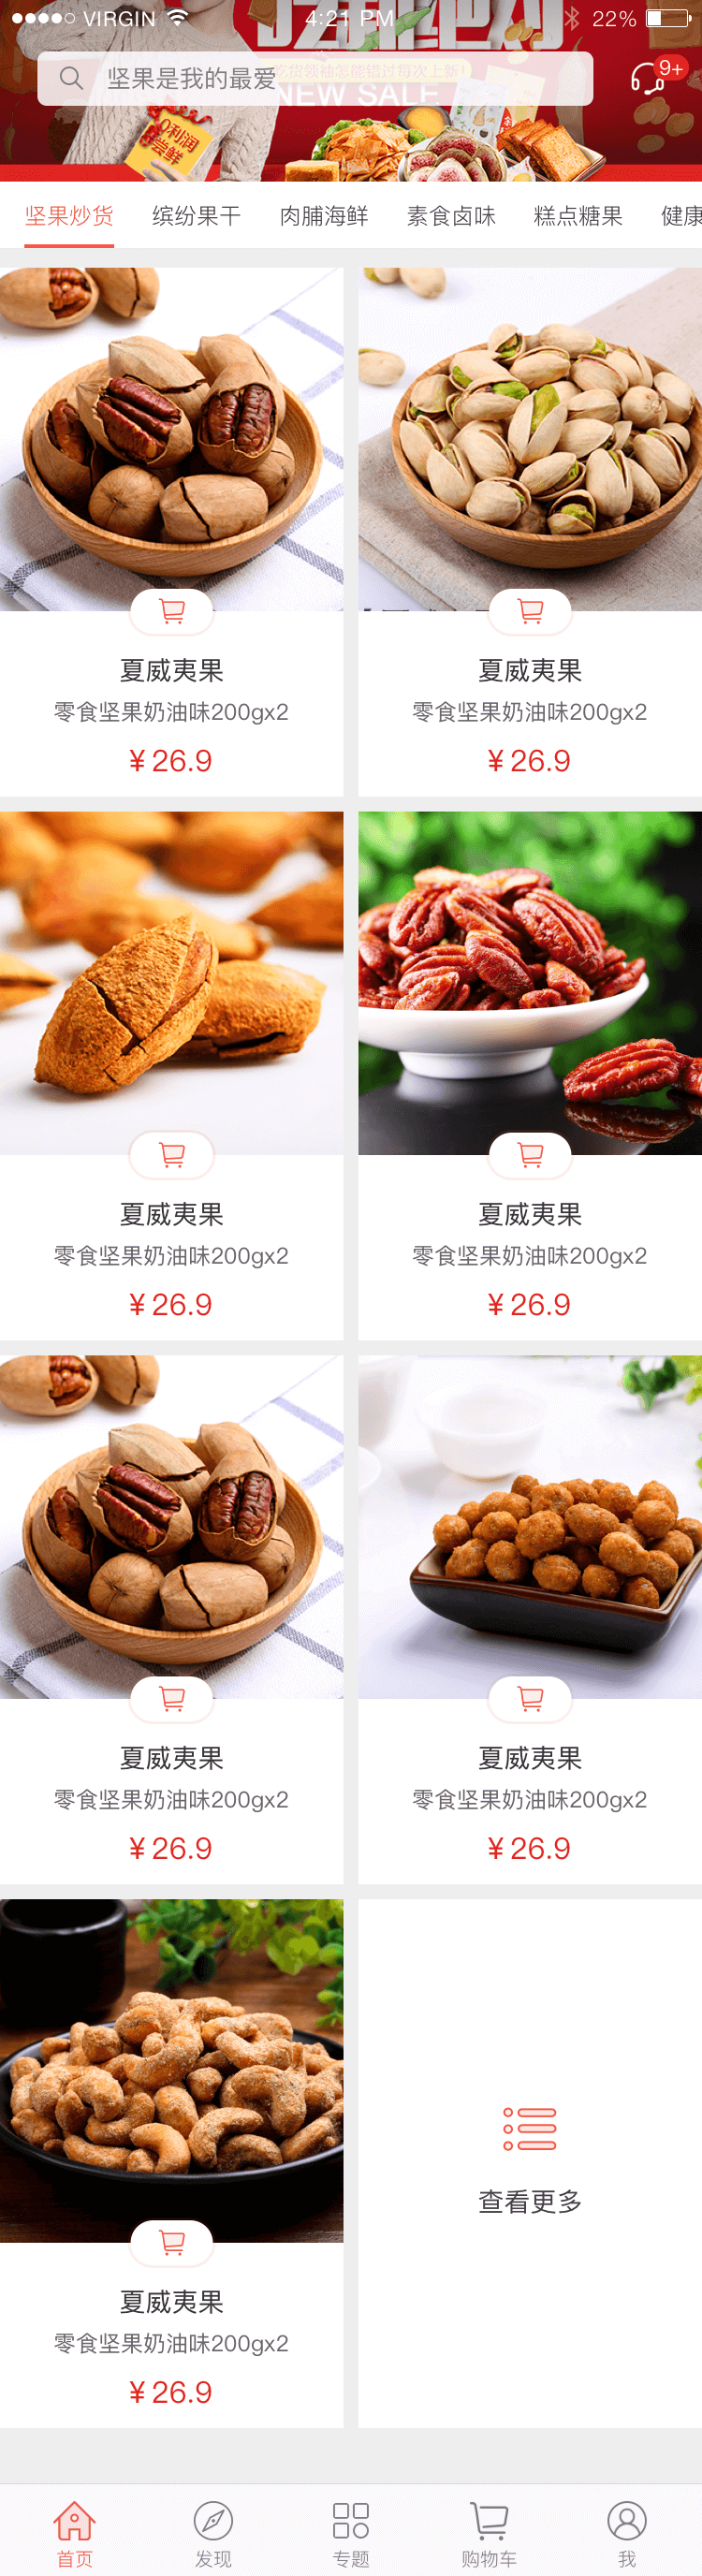 VIRGIN 4:21 PM 22%
坚果是我的最爱
9+
NEW SALE
0利润
尝鲜
坚果炒货 缤纷果干 肉脯海鲜 素食卤味 糕点糖果 健康
夏威夷果 夏威夷果
零食坚果奶油味200gx2 零食坚果奶油味200gx2
¥ 26.9 ¥ 26.9
夏威夷果 夏威夷果
零食坚果奶油味200gx2 零食坚果奶油味200gx2
¥ 26.9 ¥ 26.9
夏威夷果 夏威夷果
零食坚果奶油味200gx2 零食坚果奶油味200gx2
¥ 26.9 ¥ 26.9
查看更多
夏威夷果
零食坚果奶油味200gx2
¥ 26.9
首页 发现 专题 购物车 我